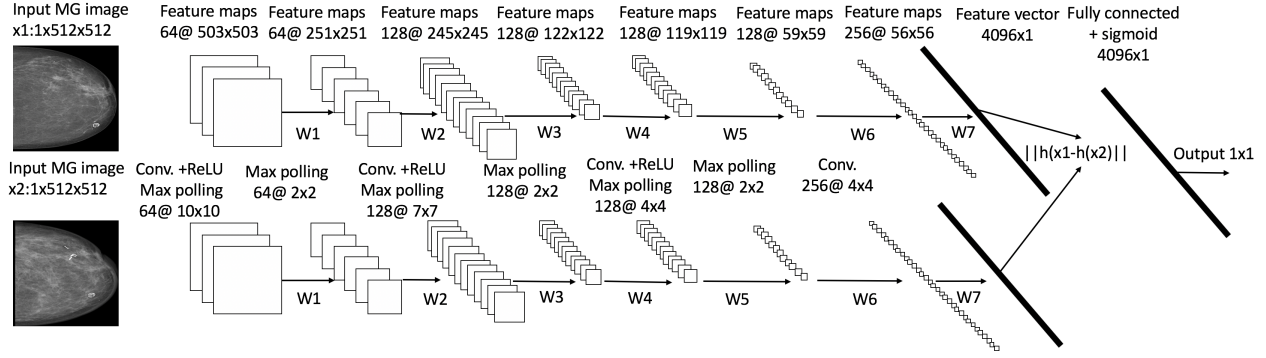 Input MG image
x1:1x512x512
Feature maps
64@ 503x503
Feature maps
64@ 251x251
Feature maps
128@ 245x245
Feature maps
128@ 122x122
Feature maps
128@ 119x119
Feature maps
128@ 59x59
Feature maps
256@ 56x56
Feature vector
4096x1
Fully connected
+ sigmoid
4096x1
W1
W2
W3
W4
W5
W6
W7
||h(x1-h(x2)||
Output 1x1
Input MG image
x2:1x512x512
Conv. +ReLU
Max polling
64@ 10x10
Max polling
64@ 2x2
Conv. +ReLU
Max polling
128@ 7x7
Max polling
128@ 2x2
Conv. +ReLU
Max polling
128@ 4x4
Max polling
128@ 2x2
Conv.
256@ 4x4
W1
W2
W3
W4
W5
W6
W7